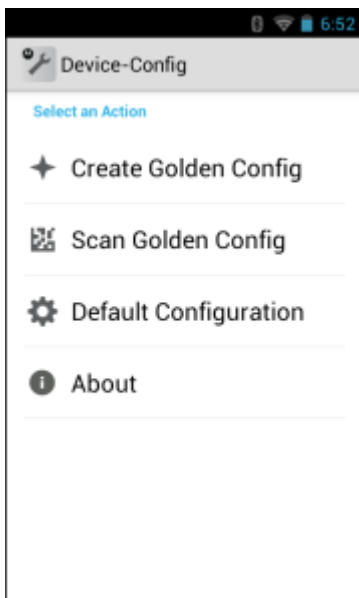 6:52
Device-Config
Select an Action
Create Golden Config
Scan Golden Config
Default Configuration
About